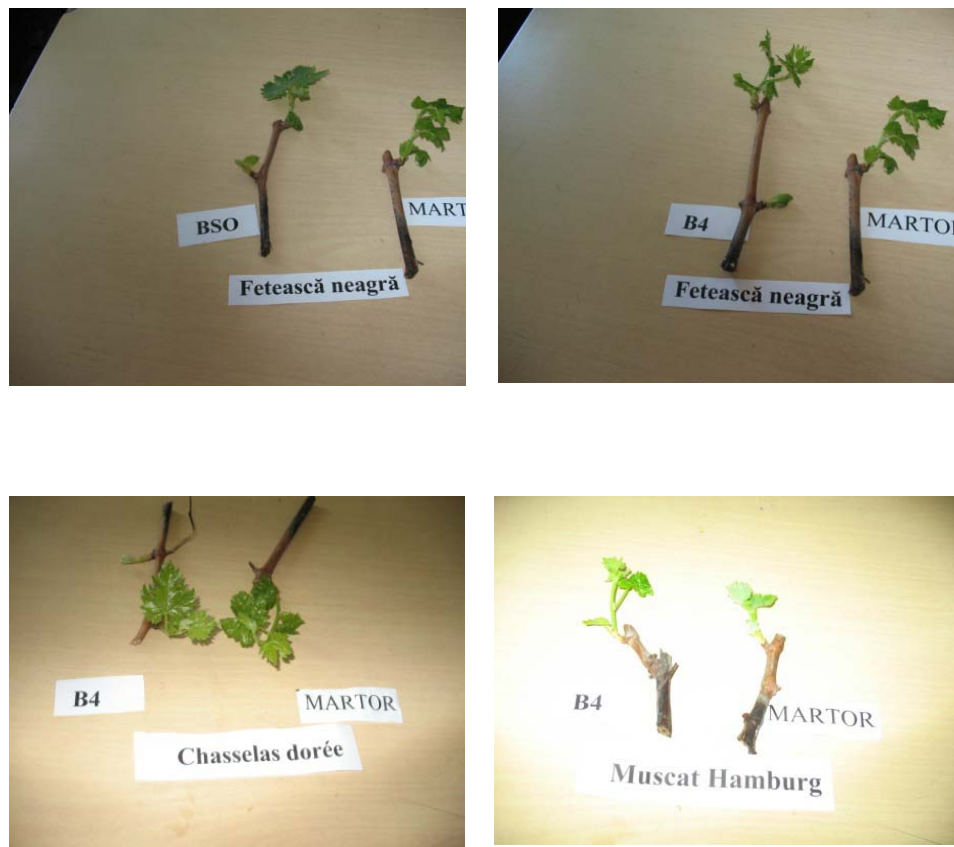 BSO
MART
Fetească neagră
B4
MARTO
Fetească neagră
B4
MARTOR
Chasselas dorée
B4
MARTOR
Muscat Hamburg